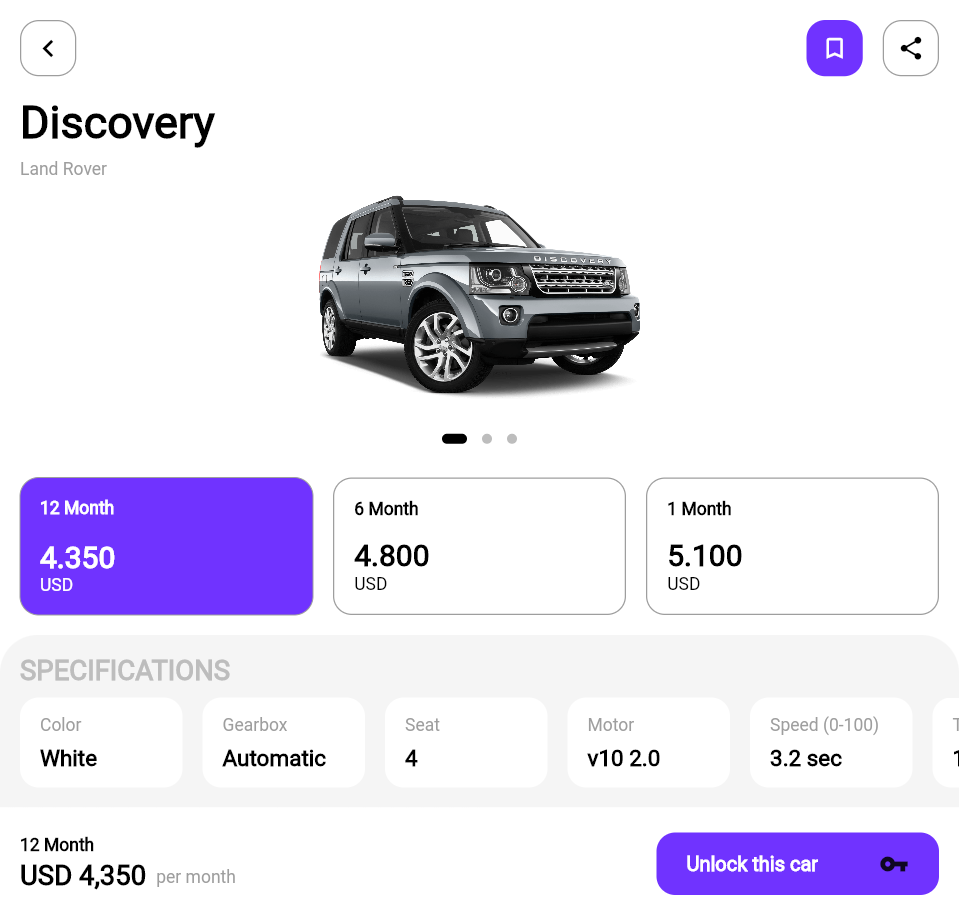 Discovery
Land Rover
DISCOVERY
12 Month
4.350
USD
6 Month
4.800
USD
1 Month
5.100
USD
SPECIFICATIONS
Color
White
Gearbox
Automatic
Seat
4
Motor
v10 2.0
Speed (0-100)
3.2 sec
12 Month
USD 4,350 per month
Unlock this car